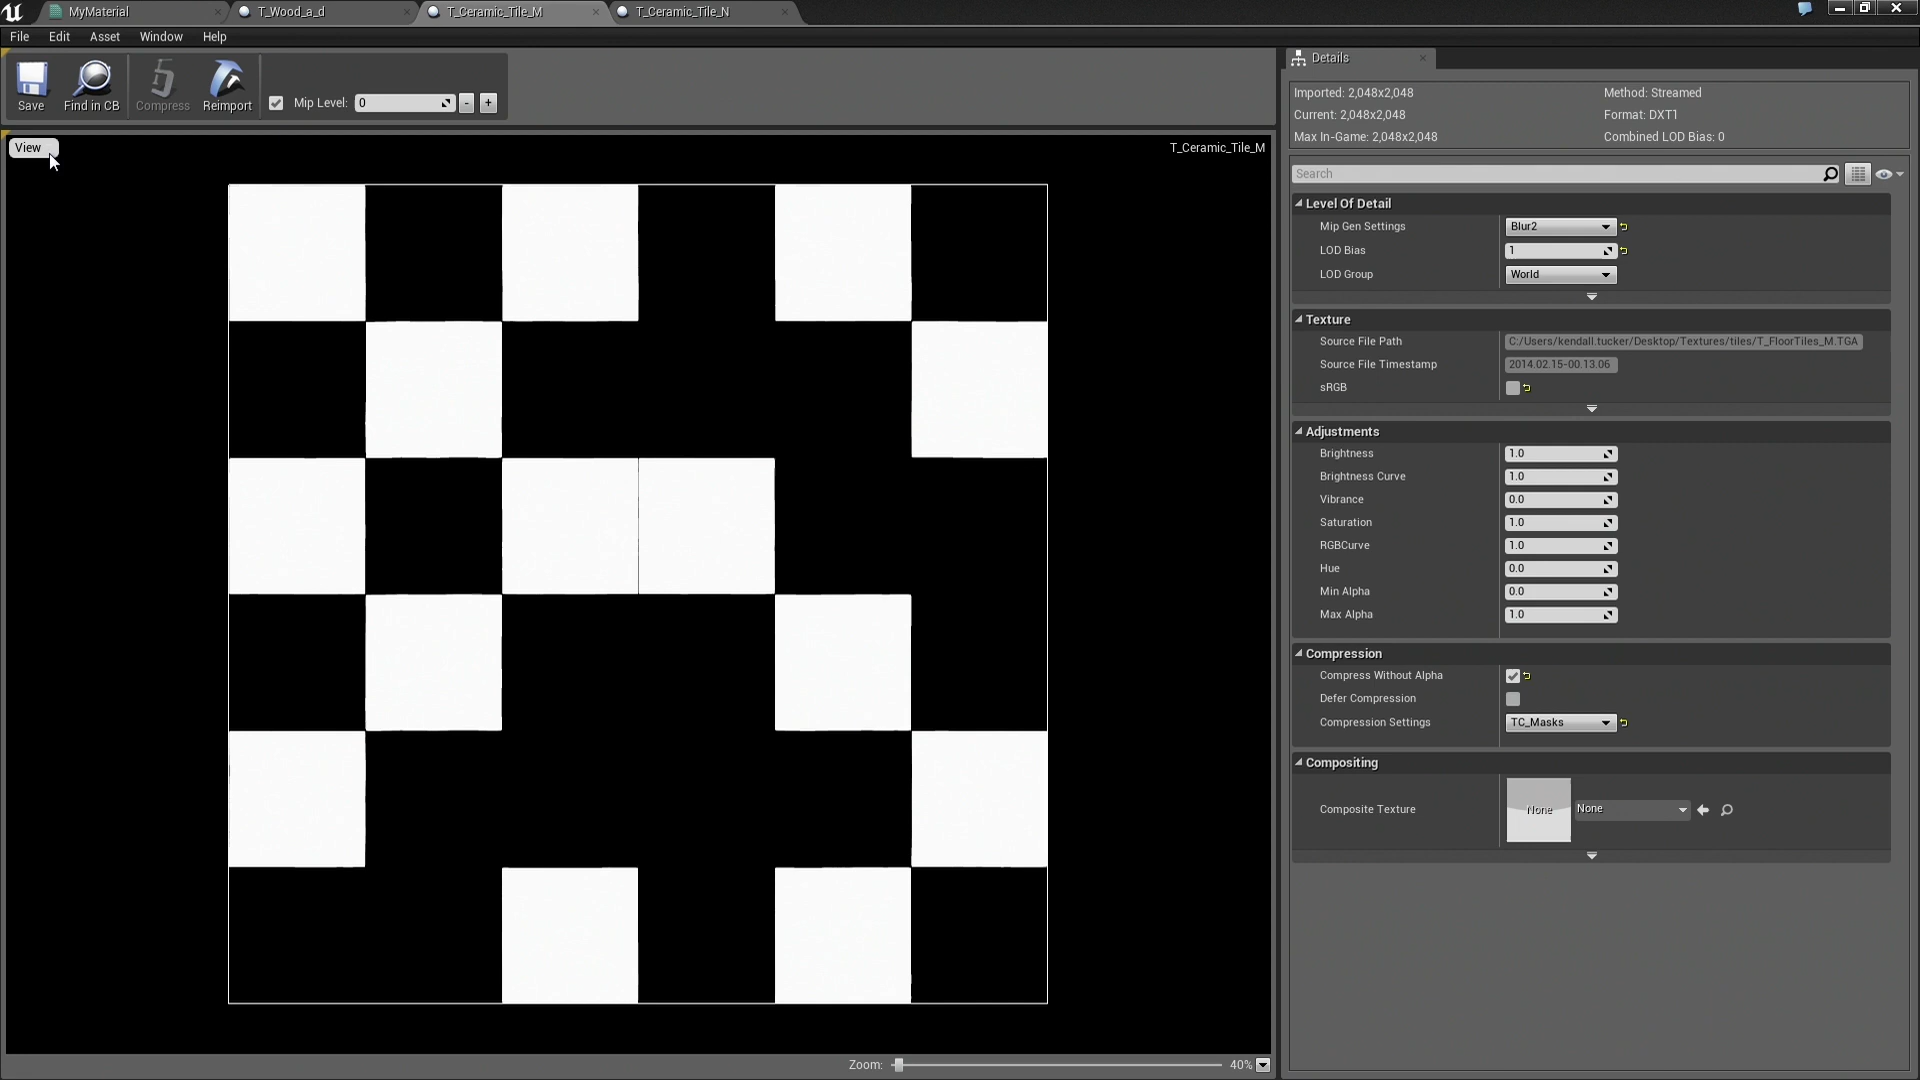 MyMaterial
T_Wood_a_d
T_Ceramic_Tile_M
T_Ceramic_Tile_N
File Edit Asset Window Help
Save
Find in CB
Compress
Reimport
Mip Level: 0
- +
View
T_Ceramic_Tile_M
Zoom: 40%
Details
Imported: 2,048x2,048 Method: Streamed
Current: 2,048x2,048 Format: DXT1
Max In-Game: 2,048x2,048 Combined LOD Bias: 0
Search
Level Of Detail
Mip Gen Settings Blur2
LOD Bias 1
LOD Group World
Texture
Source File Path C:/Users/kendall.tucker/Desktop/Textures/tiles/T_FloorTiles_M.TGA
Source File Timestamp 2014.02.15-00.13.06
sRGB
Adjustments
Brightness 1.0
Brightness Curve 1.0
Vibrance 0.0
Saturation 1.0
RGBCurve 1.0
Hue 0.0
Min Alpha 0.0
Max Alpha 1.0
Compression
Compress Without Alpha
Defer Compression
Compression Settings TC_Masks
Compositing
Composite Texture None None